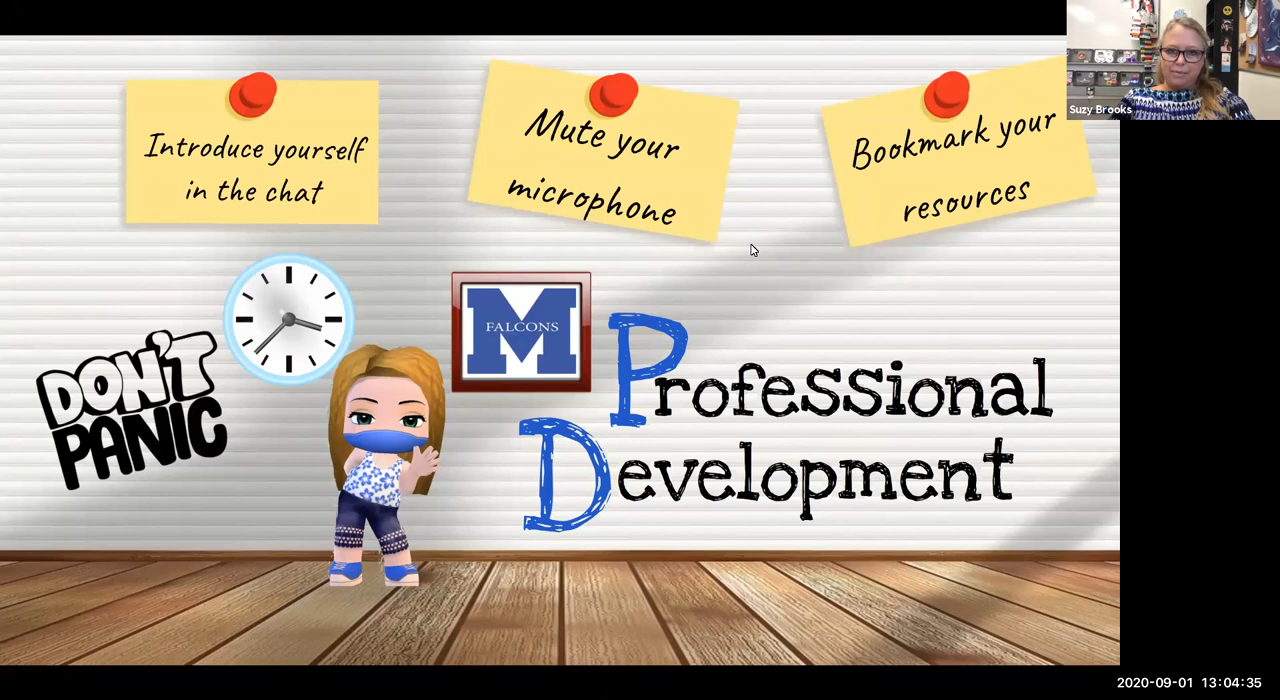 Introduce yourself
in the chat
Mute your
microphone
Bookmark your
resources
Suzy Brooks
DON'T
PANIC
M
FALCONS
Professional
Development
2020-09-01 13:04:35